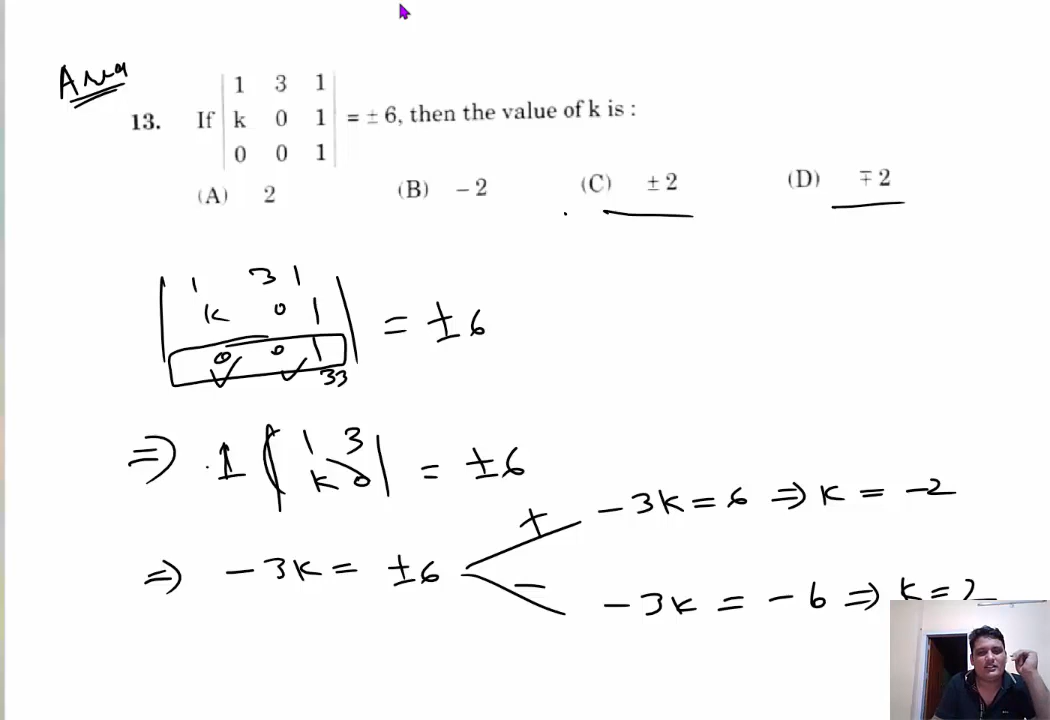 Area
13. If | 1 3 1 |
| k 0 1 | = ± 6, then the value of k is :
| 0 0 1 |
(A) 2 (B) – 2 (C) ± 2 (D) ∓ 2
| 1 3 1 |
| k 0 1 | = ±6
| 0 0 1 |
33
⇒ 1 | 1 3 |
| k 0 | = ±6
+ – 3k = 6 ⇒ k = –2
⇒ – 3k = ±6
– – 3k = – 6 ⇒ k = 2